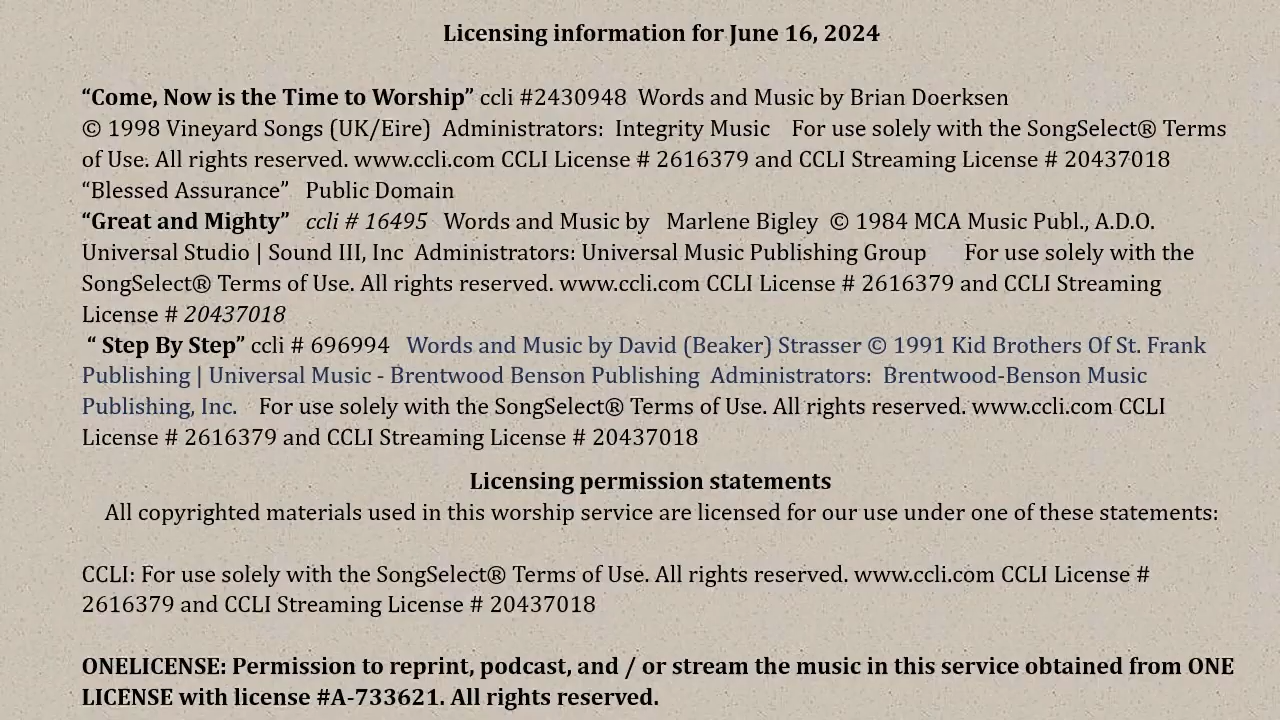 Licensing information for June 16, 2024
“Come, Now is the Time to Worship” ccli #2430948 Words and Music by Brian Doerksen
© 1998 Vineyard Songs (UK/Eire) Administrators: Integrity Music For use solely with the SongSelect® Terms
of Use. All rights reserved. www.ccli.com CCLI License # 2616379 and CCLI Streaming License # 20437018
“Blessed Assurance” Public Domain
“Great and Mighty” ccli # 16495 Words and Music by Marlene Bigley © 1984 MCA Music Publ., A.D.O.
Universal Studio | Sound III, Inc Administrators: Universal Music Publishing Group For use solely with the
SongSelect® Terms of Use. All rights reserved. www.ccli.com CCLI License # 2616379 and CCLI Streaming
License # 20437018
“ Step By Step” ccli # 696994 Words and Music by David (Beaker) Strasser © 1991 Kid Brothers Of St. Frank
Publishing | Universal Music - Brentwood Benson Publishing Administrators: Brentwood-Benson Music
Publishing, Inc. For use solely with the SongSelect® Terms of Use. All rights reserved. www.ccli.com CCLI
License # 2616379 and CCLI Streaming License # 20437018
Licensing permission statements
All copyrighted materials used in this worship service are licensed for our use under one of these statements:
CCLI: For use solely with the SongSelect® Terms of Use. All rights reserved. www.ccli.com CCLI License #
2616379 and CCLI Streaming License # 20437018
ONELICENSE: Permission to reprint, podcast, and / or stream the music in this service obtained from ONE
LICENSE with license #A-733621. All rights reserved.